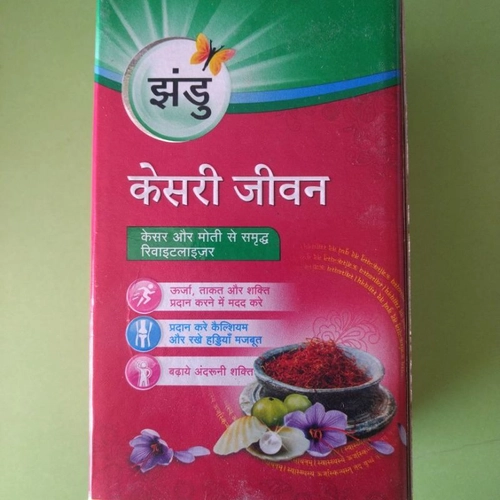 झंडु
केसरी जीवन
केसर और मोती से समृद्ध
रिवाइटलाइज़र
ऊर्जा, ताकत और शक्ति
प्रदान करने में मदद करे
प्रदान करे कैल्शियम
और रखे हड्डियाँ मजबूत
बढ़ाये अंदरूनी शक्ति